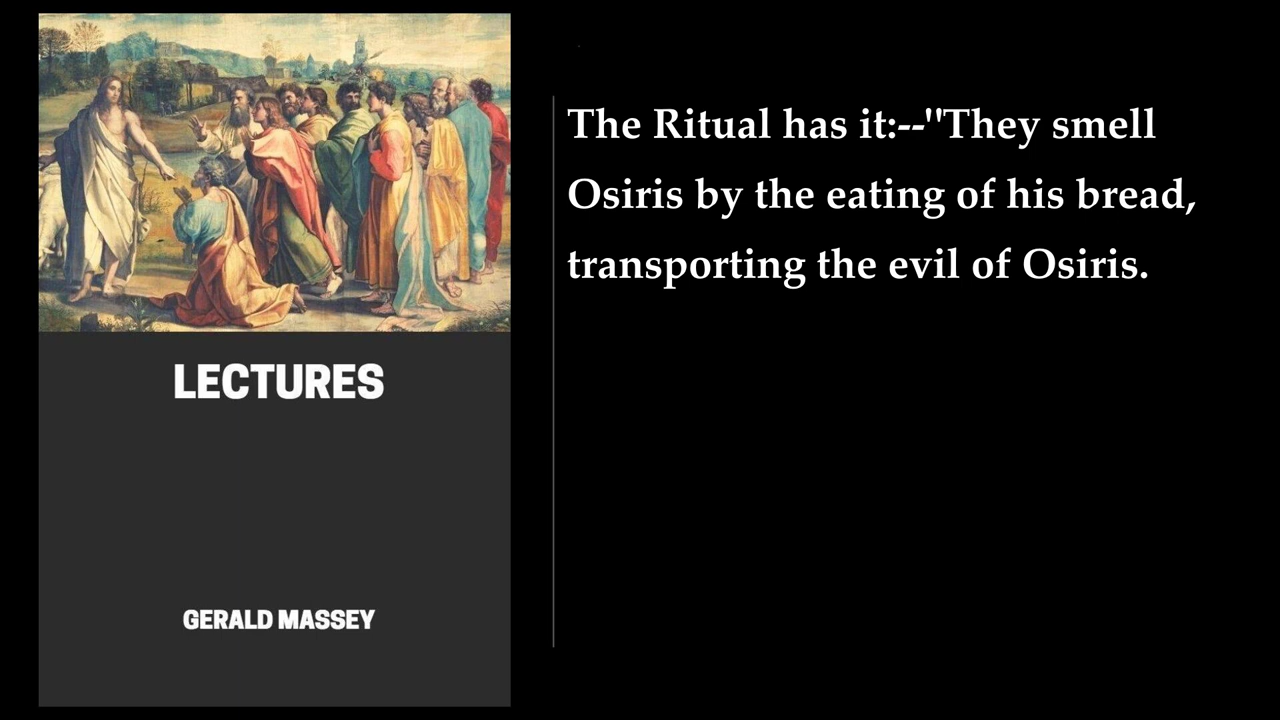 LECTURES
GERALD MASSEY
The Ritual has it:--"They smell
Osiris by the eating of his bread,
transporting the evil of Osiris.